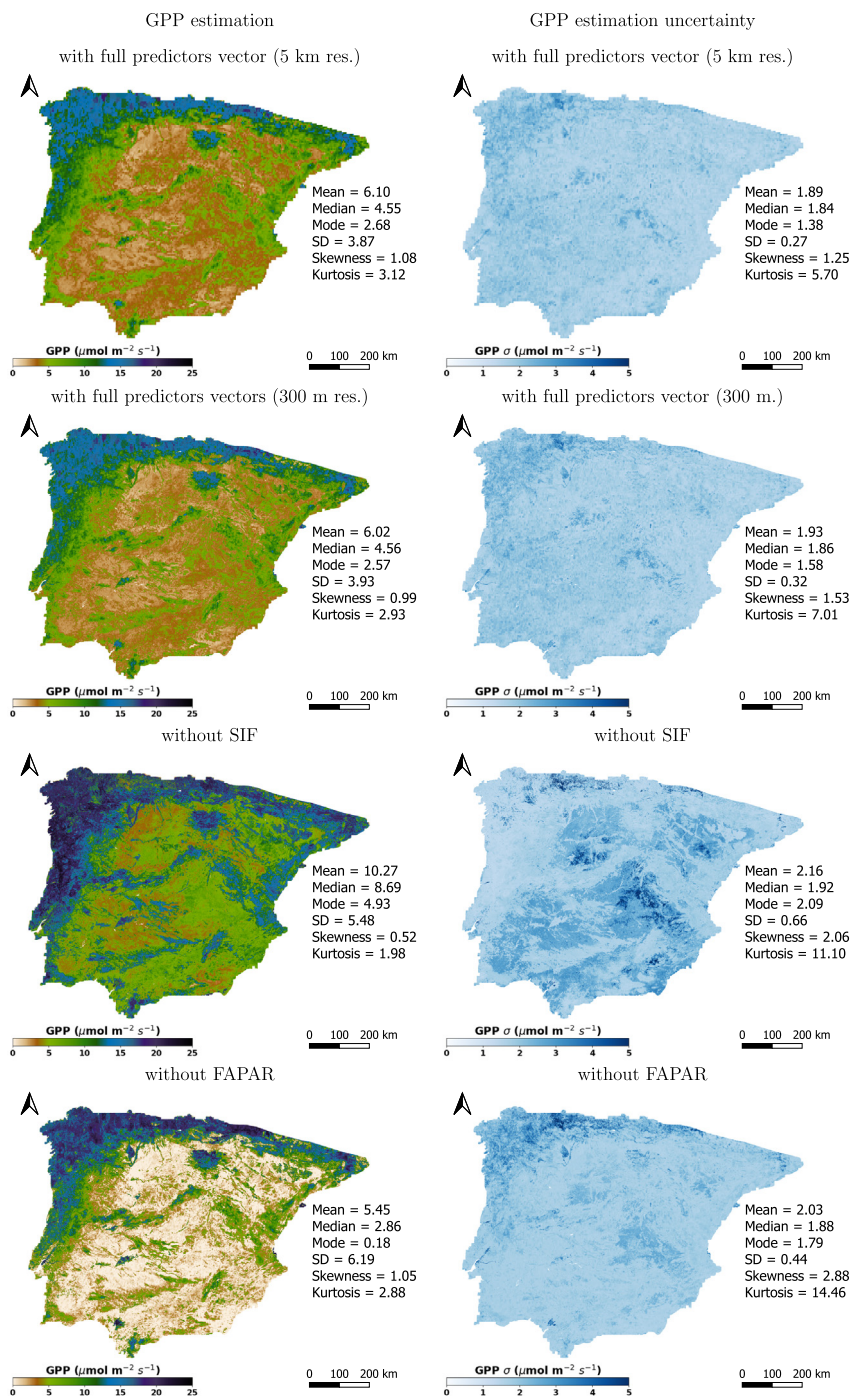 GPP estimation
GPP estimation uncertainty
with full predictors vector (5 km res.)
with full predictors vector (5 km res.)
Mean = 6.10
Median = 4.55
Mode = 2.68
SD = 3.87
Skewness = 1.08
Kurtosis = 3.12
GPP (μmol m⁻² s⁻¹)
0 5 10 15 20 25
0 100 200 km
Mean = 1.89
Median = 1.84
Mode = 1.38
SD = 0.27
Skewness = 1.25
Kurtosis = 5.70
GPP σ (μmol m⁻² s⁻¹)
0 1 2 3 4 5
0 100 200 km
with full predictors vectors (300 m res.)
with full predictors vector (300 m.)
Mean = 6.02
Median = 4.56
Mode = 2.57
SD = 3.93
Skewness = 0.99
Kurtosis = 2.93
GPP (μmol m⁻² s⁻¹)
0 5 10 15 20 25
0 100 200 km
Mean = 1.93
Median = 1.86
Mode = 1.58
SD = 0.32
Skewness = 1.53
Kurtosis = 7.01
GPP σ (μmol m⁻² s⁻¹)
0 1 2 3 4 5
0 100 200 km
without SIF
without SIF
Mean = 10.27
Median = 8.69
Mode = 4.93
SD = 5.48
Skewness = 0.52
Kurtosis = 1.98
GPP (μmol m⁻² s⁻¹)
0 5 10 15 20 25
0 100 200 km
Mean = 2.16
Median = 1.92
Mode = 2.09
SD = 0.66
Skewness = 2.06
Kurtosis = 11.10
GPP σ (μmol m⁻² s⁻¹)
0 1 2 3 4 5
0 100 200 km
without FAPAR
without FAPAR
Mean = 5.45
Median = 2.86
Mode = 0.18
SD = 6.19
Skewness = 1.05
Kurtosis = 2.88
GPP (μmol m⁻² s⁻¹)
0 5 10 15 20 25
0 100 200 km
Mean = 2.03
Median = 1.88
Mode = 1.79
SD = 0.44
Skewness = 2.88
Kurtosis = 14.46
GPP σ (μmol m⁻² s⁻¹)
0 1 2 3 4 5
0 100 200 km